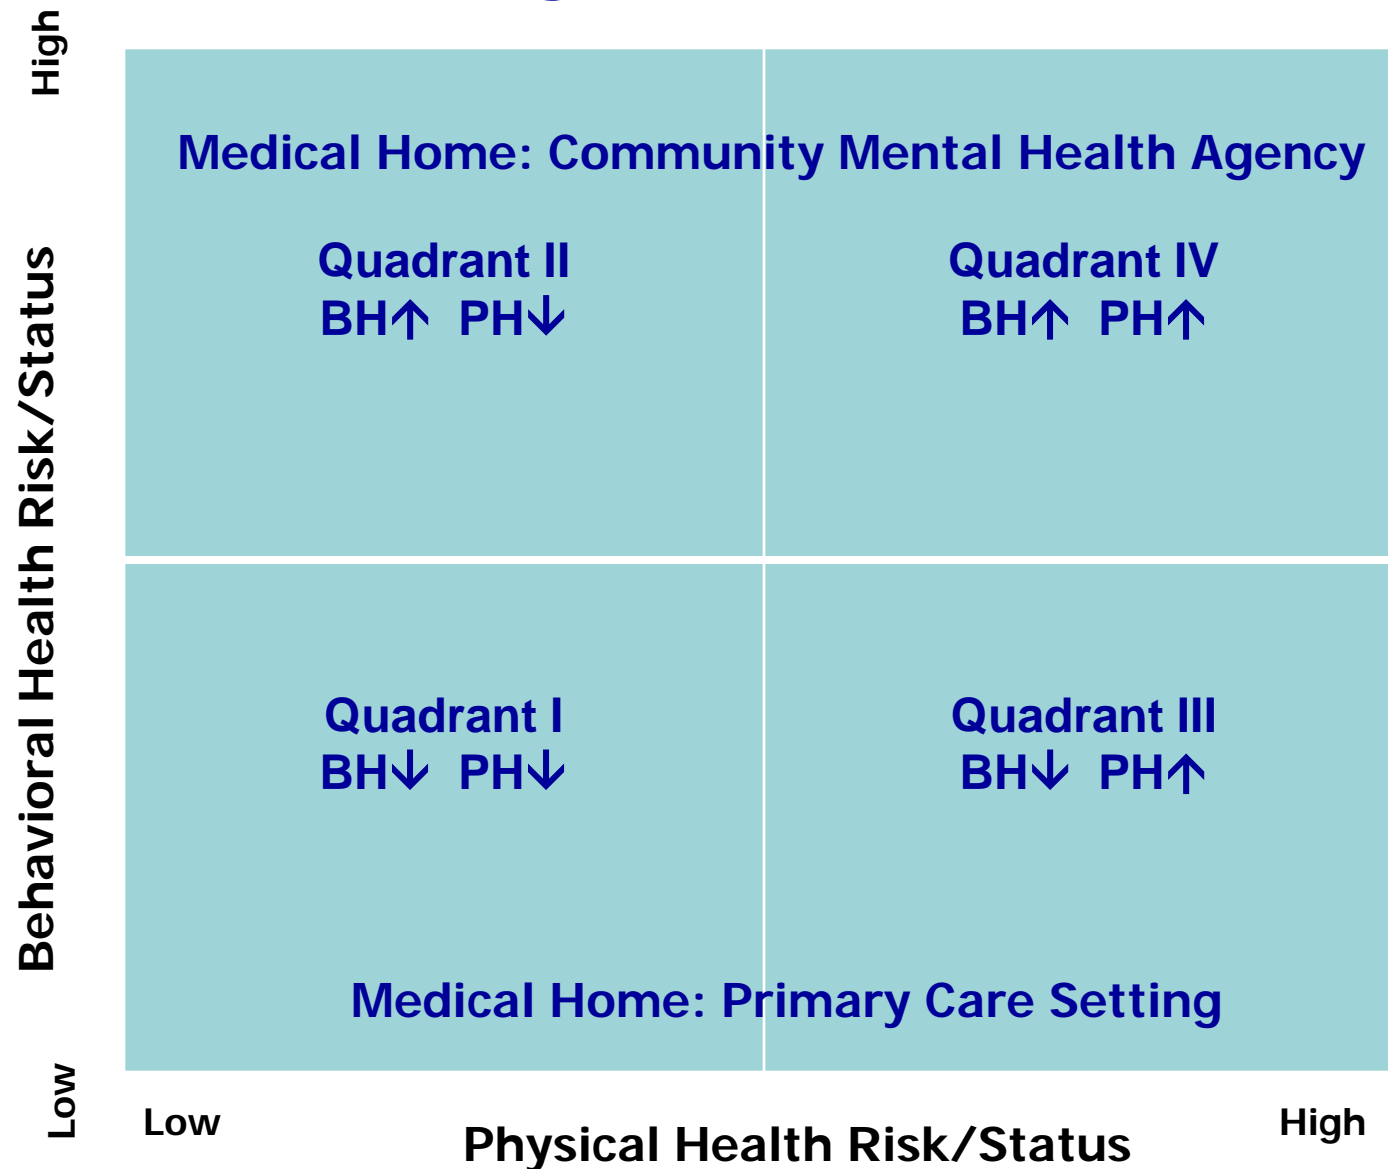 High
Medical Home: Community Mental Health Agency
Quadrant II
BH↑ PH↓
Quadrant IV
BH↑ PH↑
Behavioral Health Risk/Status
Quadrant I
BH↓ PH↓
Quadrant III
BH↓ PH↑
Medical Home: Primary Care Setting
Low
Low
Physical Health Risk/Status
High